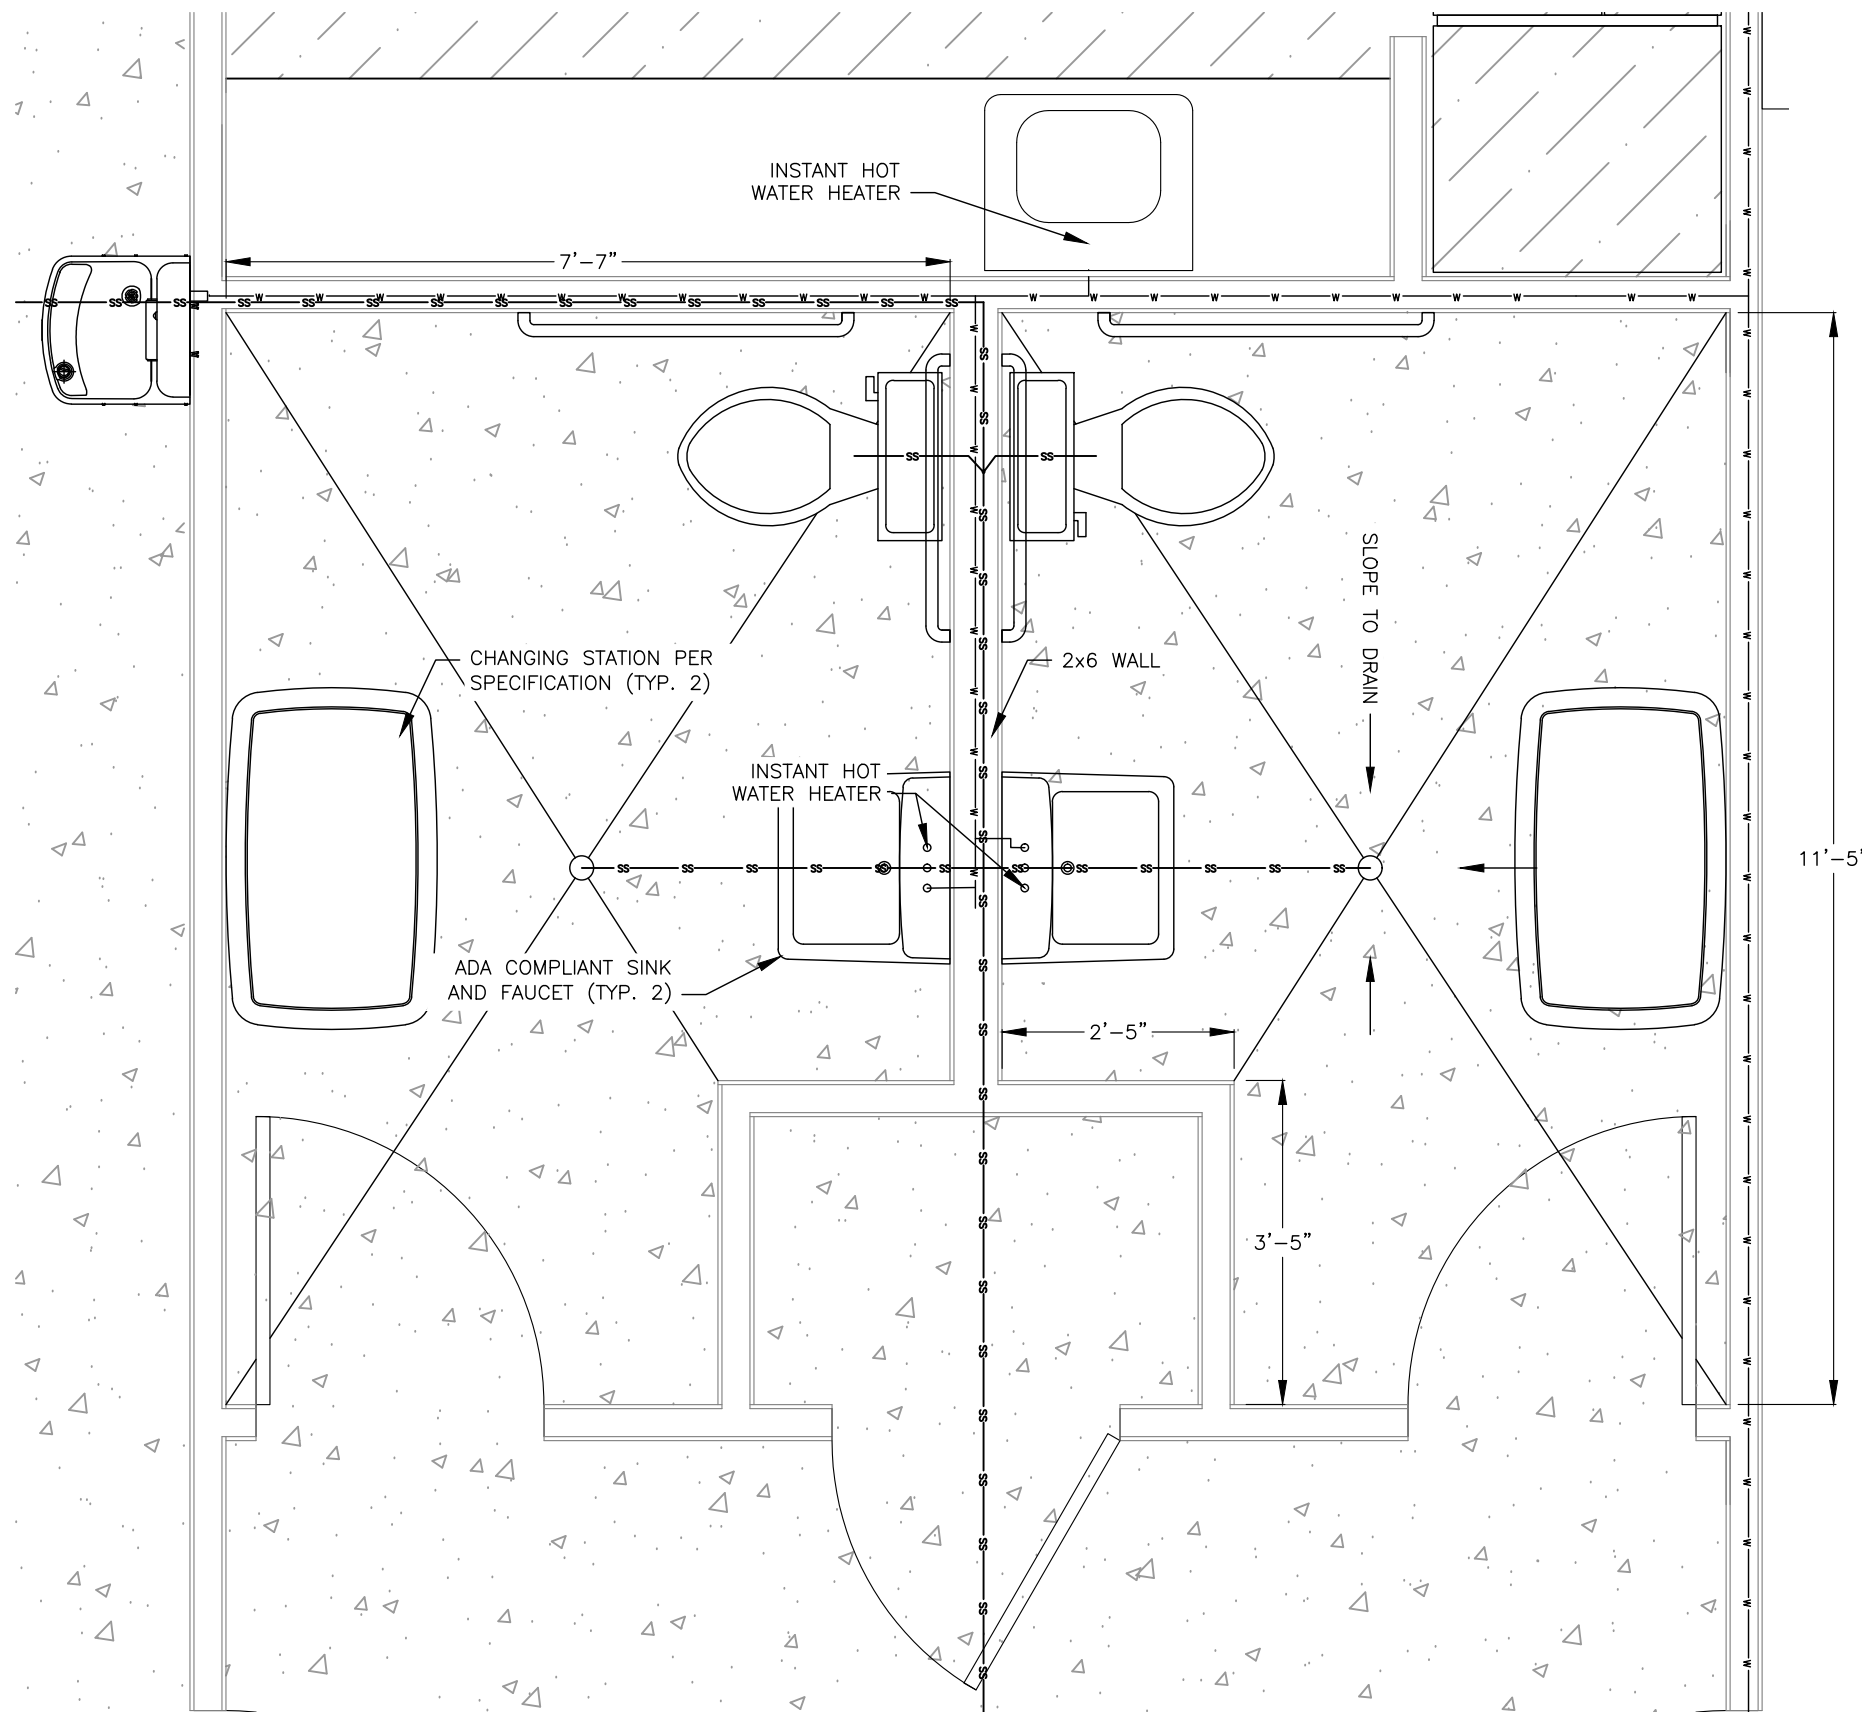 INSTANT HOT
WATER HEATER
7'-7"
SLOPE TO DRAIN
CHANGING STATION PER
SPECIFICATION (TYP. 2)
2x6 WALL
INSTANT HOT
WATER HEATER
11'-5'
ADA COMPLIANT SINK
AND FAUCET (TYP. 2)
2'-5"
3'-5"